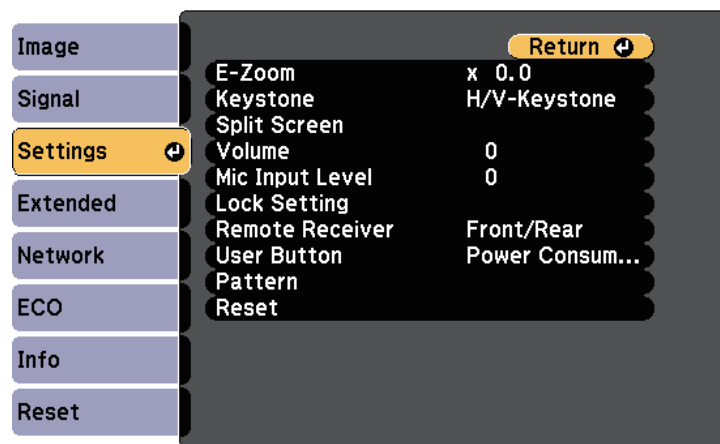 Image
Signal
Settings
Extended
Network
ECO
Info
Reset
Return
E-Zoom x 0.0
Keystone H/V-Keystone
Split Screen
Volume 0
Mic Input Level 0
Lock Setting
Remote Receiver Front/Rear
User Button Power Consum...
Pattern
Reset